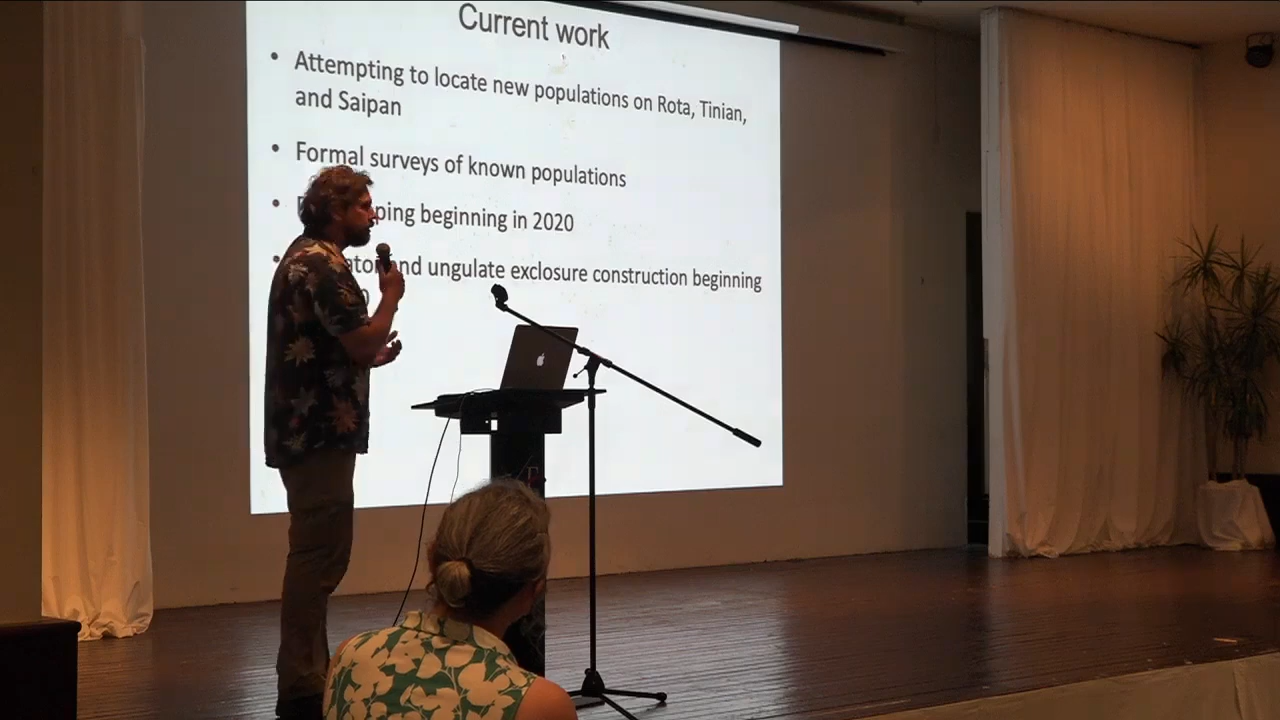 Current work
• Attempting to locate new populations on Rota, Tinian,
and Saipan
• Formal surveys of known populations
• ping beginning in 2020
• and ungulate exclosure construction beginning